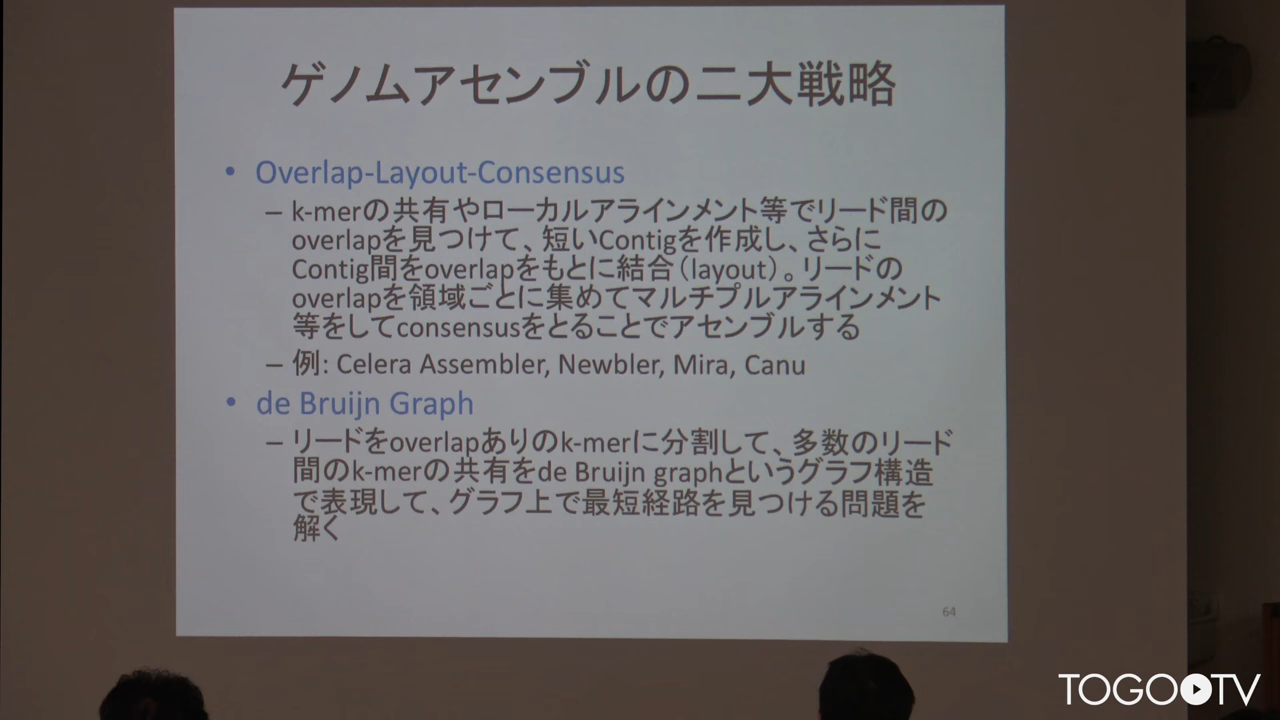 ゲノムアセンブルの二大戦略
• Overlap-Layout-Consensus
– k-merの共有やローカルアラインメント等でリード間の
overlapを見つけて、短いContigを作成し、さらに
Contig間をoverlapをもとに結合（layout）。リードの
overlapを領域ごとに集めてマルチプルアラインメント
等をしてconsensusをとることでアセンブルする
– 例: Celera Assembler, Newbler, Mira, Canu
• de Bruijn Graph
– リードをoverlapありのk-merに分割して、多数のリード
間のk-merの共有をde Bruijn graphというグラフ構造
で表現して、グラフ上で最短経路を見つける問題を
解く
64
TOGOTV